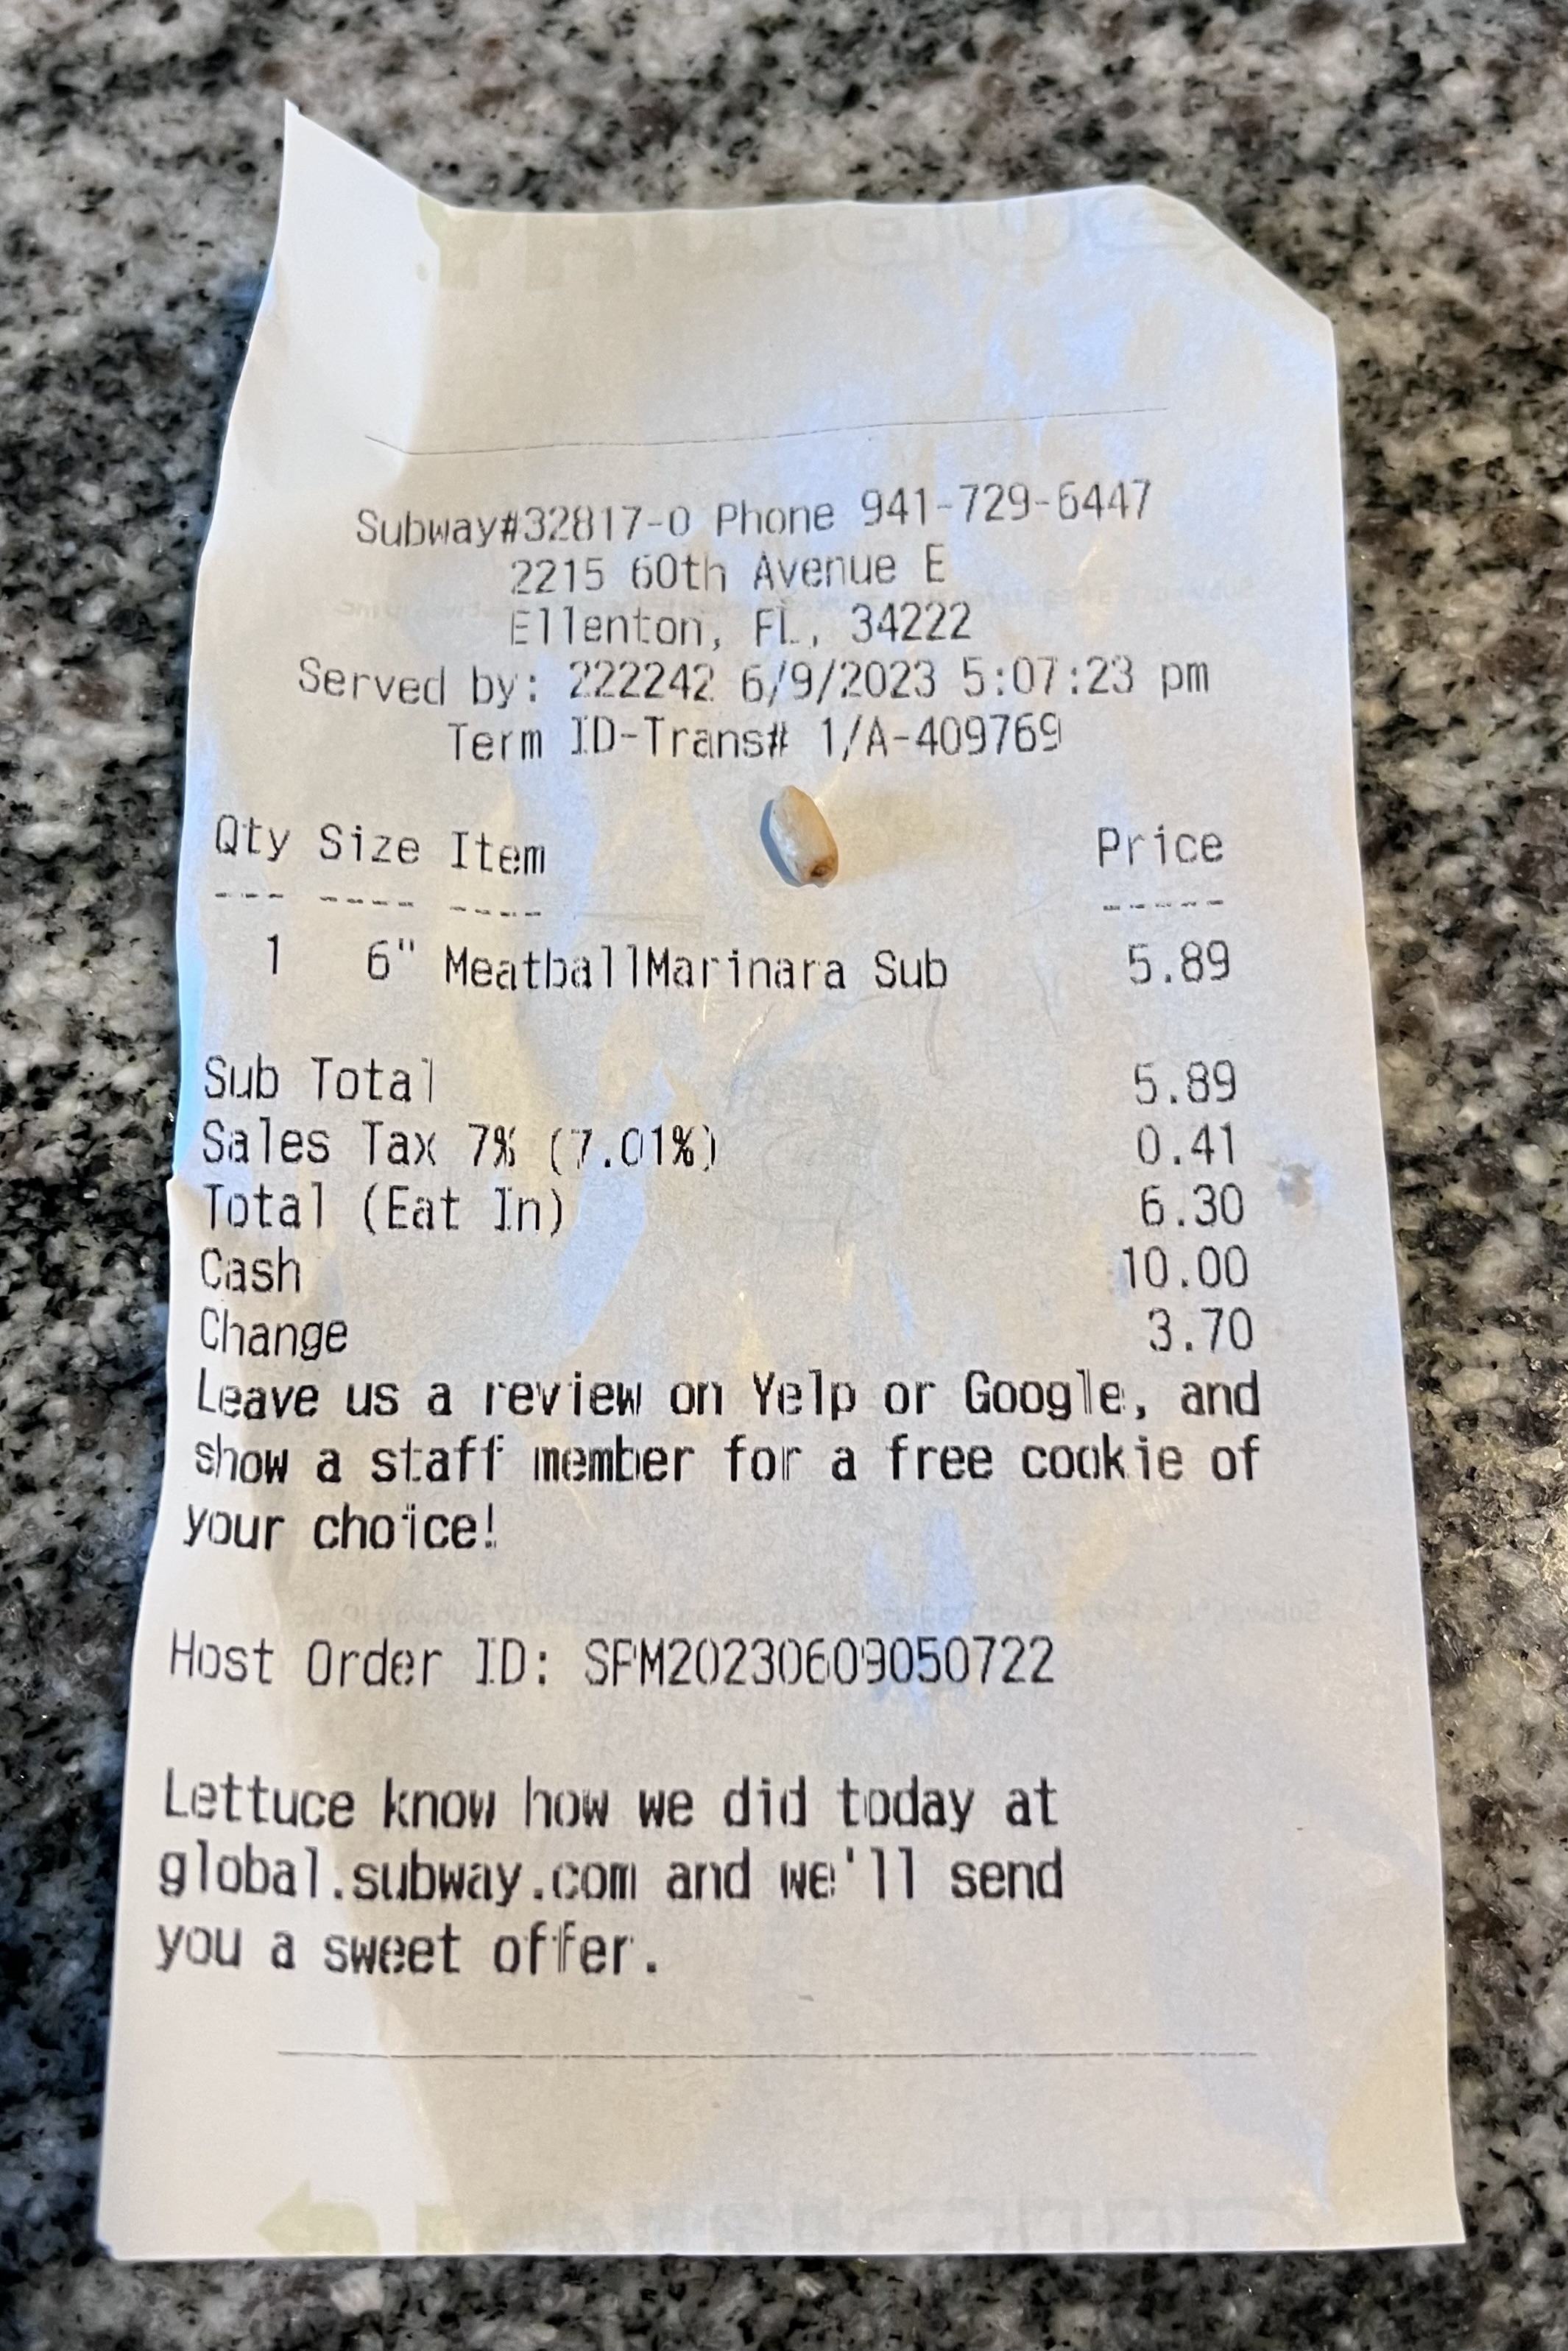 Subway#32817-0 Phone 941-729-6447
2215 60th Avenue E
Ellenton, FL, 34222
Served by: 222242 6/9/2023 5:07:23 pm
Term ID-Trans# 1/A-409769
Qty Size Item Price
--- ---- ---- -----
1 6" MeatballMarinara Sub 5.89
Sub Total 5.89
Sales Tax 7% (7.01%) 0.41
Total (Eat In) 6.30
Cash 10.00
Change 3.70
Leave us a review on Yelp or Google, and
show a staff member for a free cookie of
your choice!
Host Order ID: SPM20230609050722
Lettuce know how we did today at
global.subway.com and we'll send
you a sweet offer.